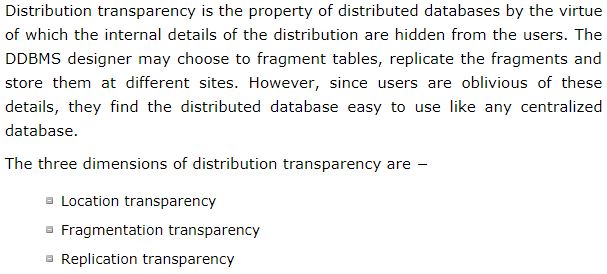 Distribution transparency is the property of distributed databases by the virtue
of which the internal details of the distribution are hidden from the users. The
DDBMS designer may choose to fragment tables, replicate the fragments and
store them at different sites. However, since users are oblivious of these
details, they find the distributed database easy to use like any centralized
database.
The three dimensions of distribution transparency are −
Location transparency
Fragmentation transparency
Replication transparency